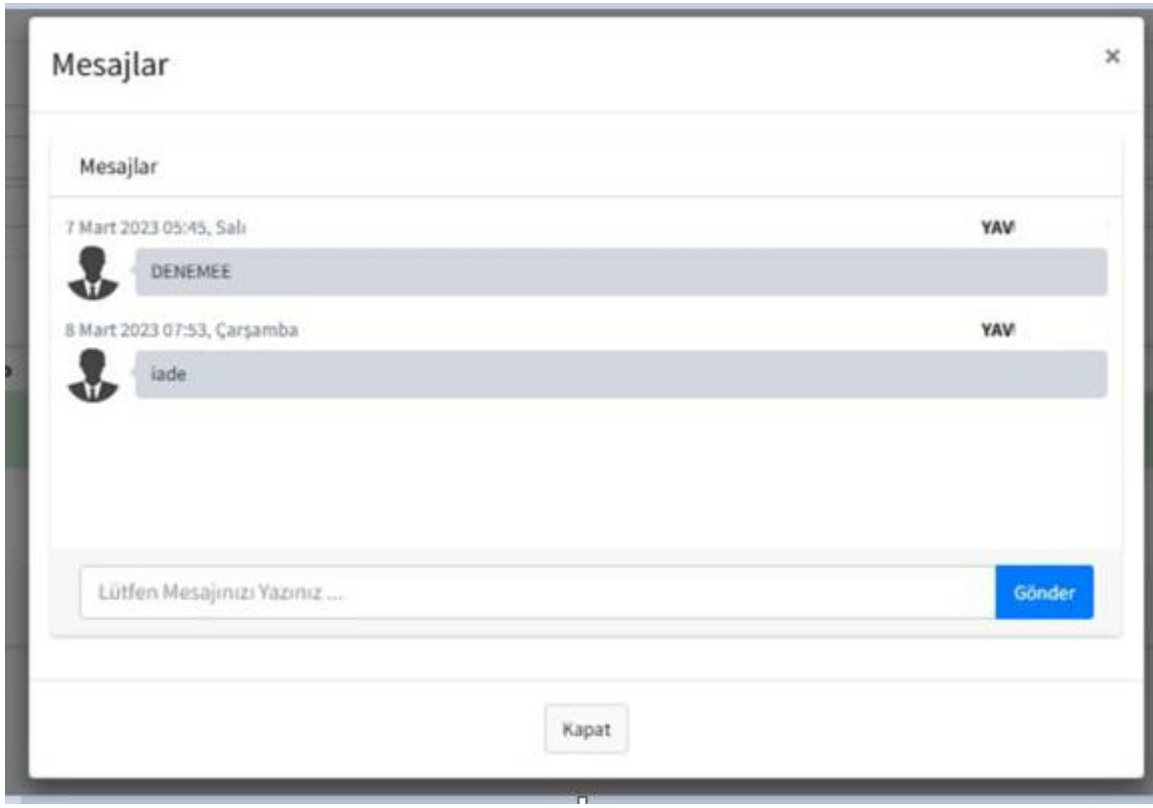 Mesajlar
×
Mesajlar
7 Mart 2023 05:45, Salı
YAV
DENEMEE
8 Mart 2023 07:53, Çarşamba
YAV
iade
Lütfen Mesajınızı Yazınız ...
Gönder
Kapat